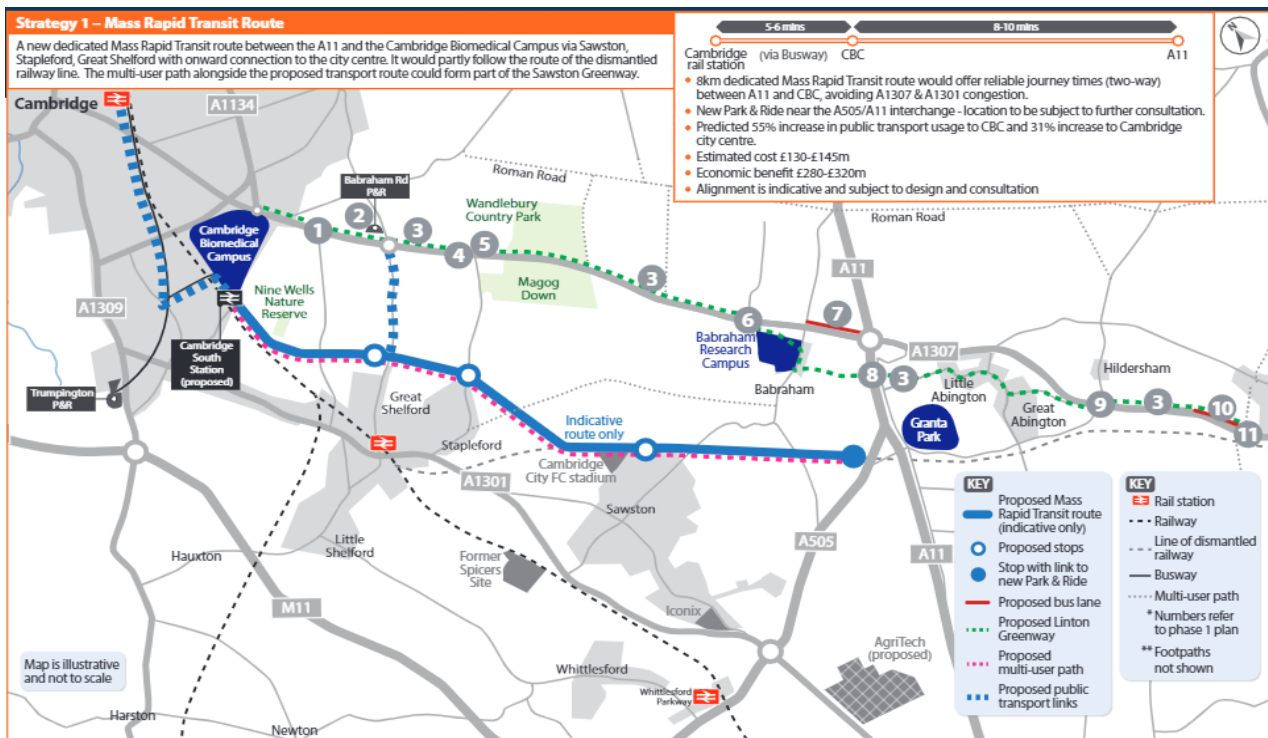 Strategy 1 – Mass Rapid Transit Route
A new dedicated Mass Rapid Transit route between the A11 and the Cambridge Biomedical Campus via Sawston,
Stapleford, Great Shelford with onward connection to the city centre. It would partly follow the route of the dismantled
railway line. The multi-user path alongside the proposed transport route could form part of the Sawston Greenway.
5-6 mins
8-10 mins
Cambridge
rail station
(via Busway)
CBC
A11
• 8km dedicated Mass Rapid Transit route would offer reliable journey times (two-way)
between A11 and CBC, avoiding A1307 & A1301 congestion.
• New Park & Ride near the A505/A11 interchange - location to be subject to further consultation.
• Predicted 55% increase in public transport usage to CBC and 31% increase to Cambridge
city centre.
• Estimated cost £130-£145m
• Economic benefit £280-£320m
• Alignment is indicative and subject to design and consultation
Cambridge
A1134
Roman Road
Babraham Rd
P&R
Wandlebury
Country Park
Roman Road
Cambridge
Biomedical
Campus
1
2
3
4
5
3
A11
Magog
Down
Nine Wells
Nature
Reserve
A1309
6
7
Babraham
Research
Campus
A1307
Cambridge
South
Station
(proposed)
Trumpington
P&R
Babraham
8
3
Little
Abington
Hildersham
Great
Abington
9
3
10
11
Great
Shelford
Stapleford
Indicative
route only
Granta
Park
Cambridge
City FC stadium
A1301
Sawston
Little
Shelford
Hauxton
Former
Spicers
Site
A505
A11
M11
Iconix
AgriTech
(proposed)
Whittlesford
Whittlesford
Parkway
Map is illustrative
and not to scale
Harston
Newton
KEY
Proposed Mass
Rapid Transit route
(indicative only)
Proposed stops
Stop with link to
new Park & Ride
Proposed bus lane
Proposed Linton
Greenway
Proposed
multi-user path
Proposed public
transport links
KEY
Rail station
Railway
Line of dismantled
railway
Busway
Multi-user path
* Numbers refer
to phase 1 plan
** Footpaths
not shown